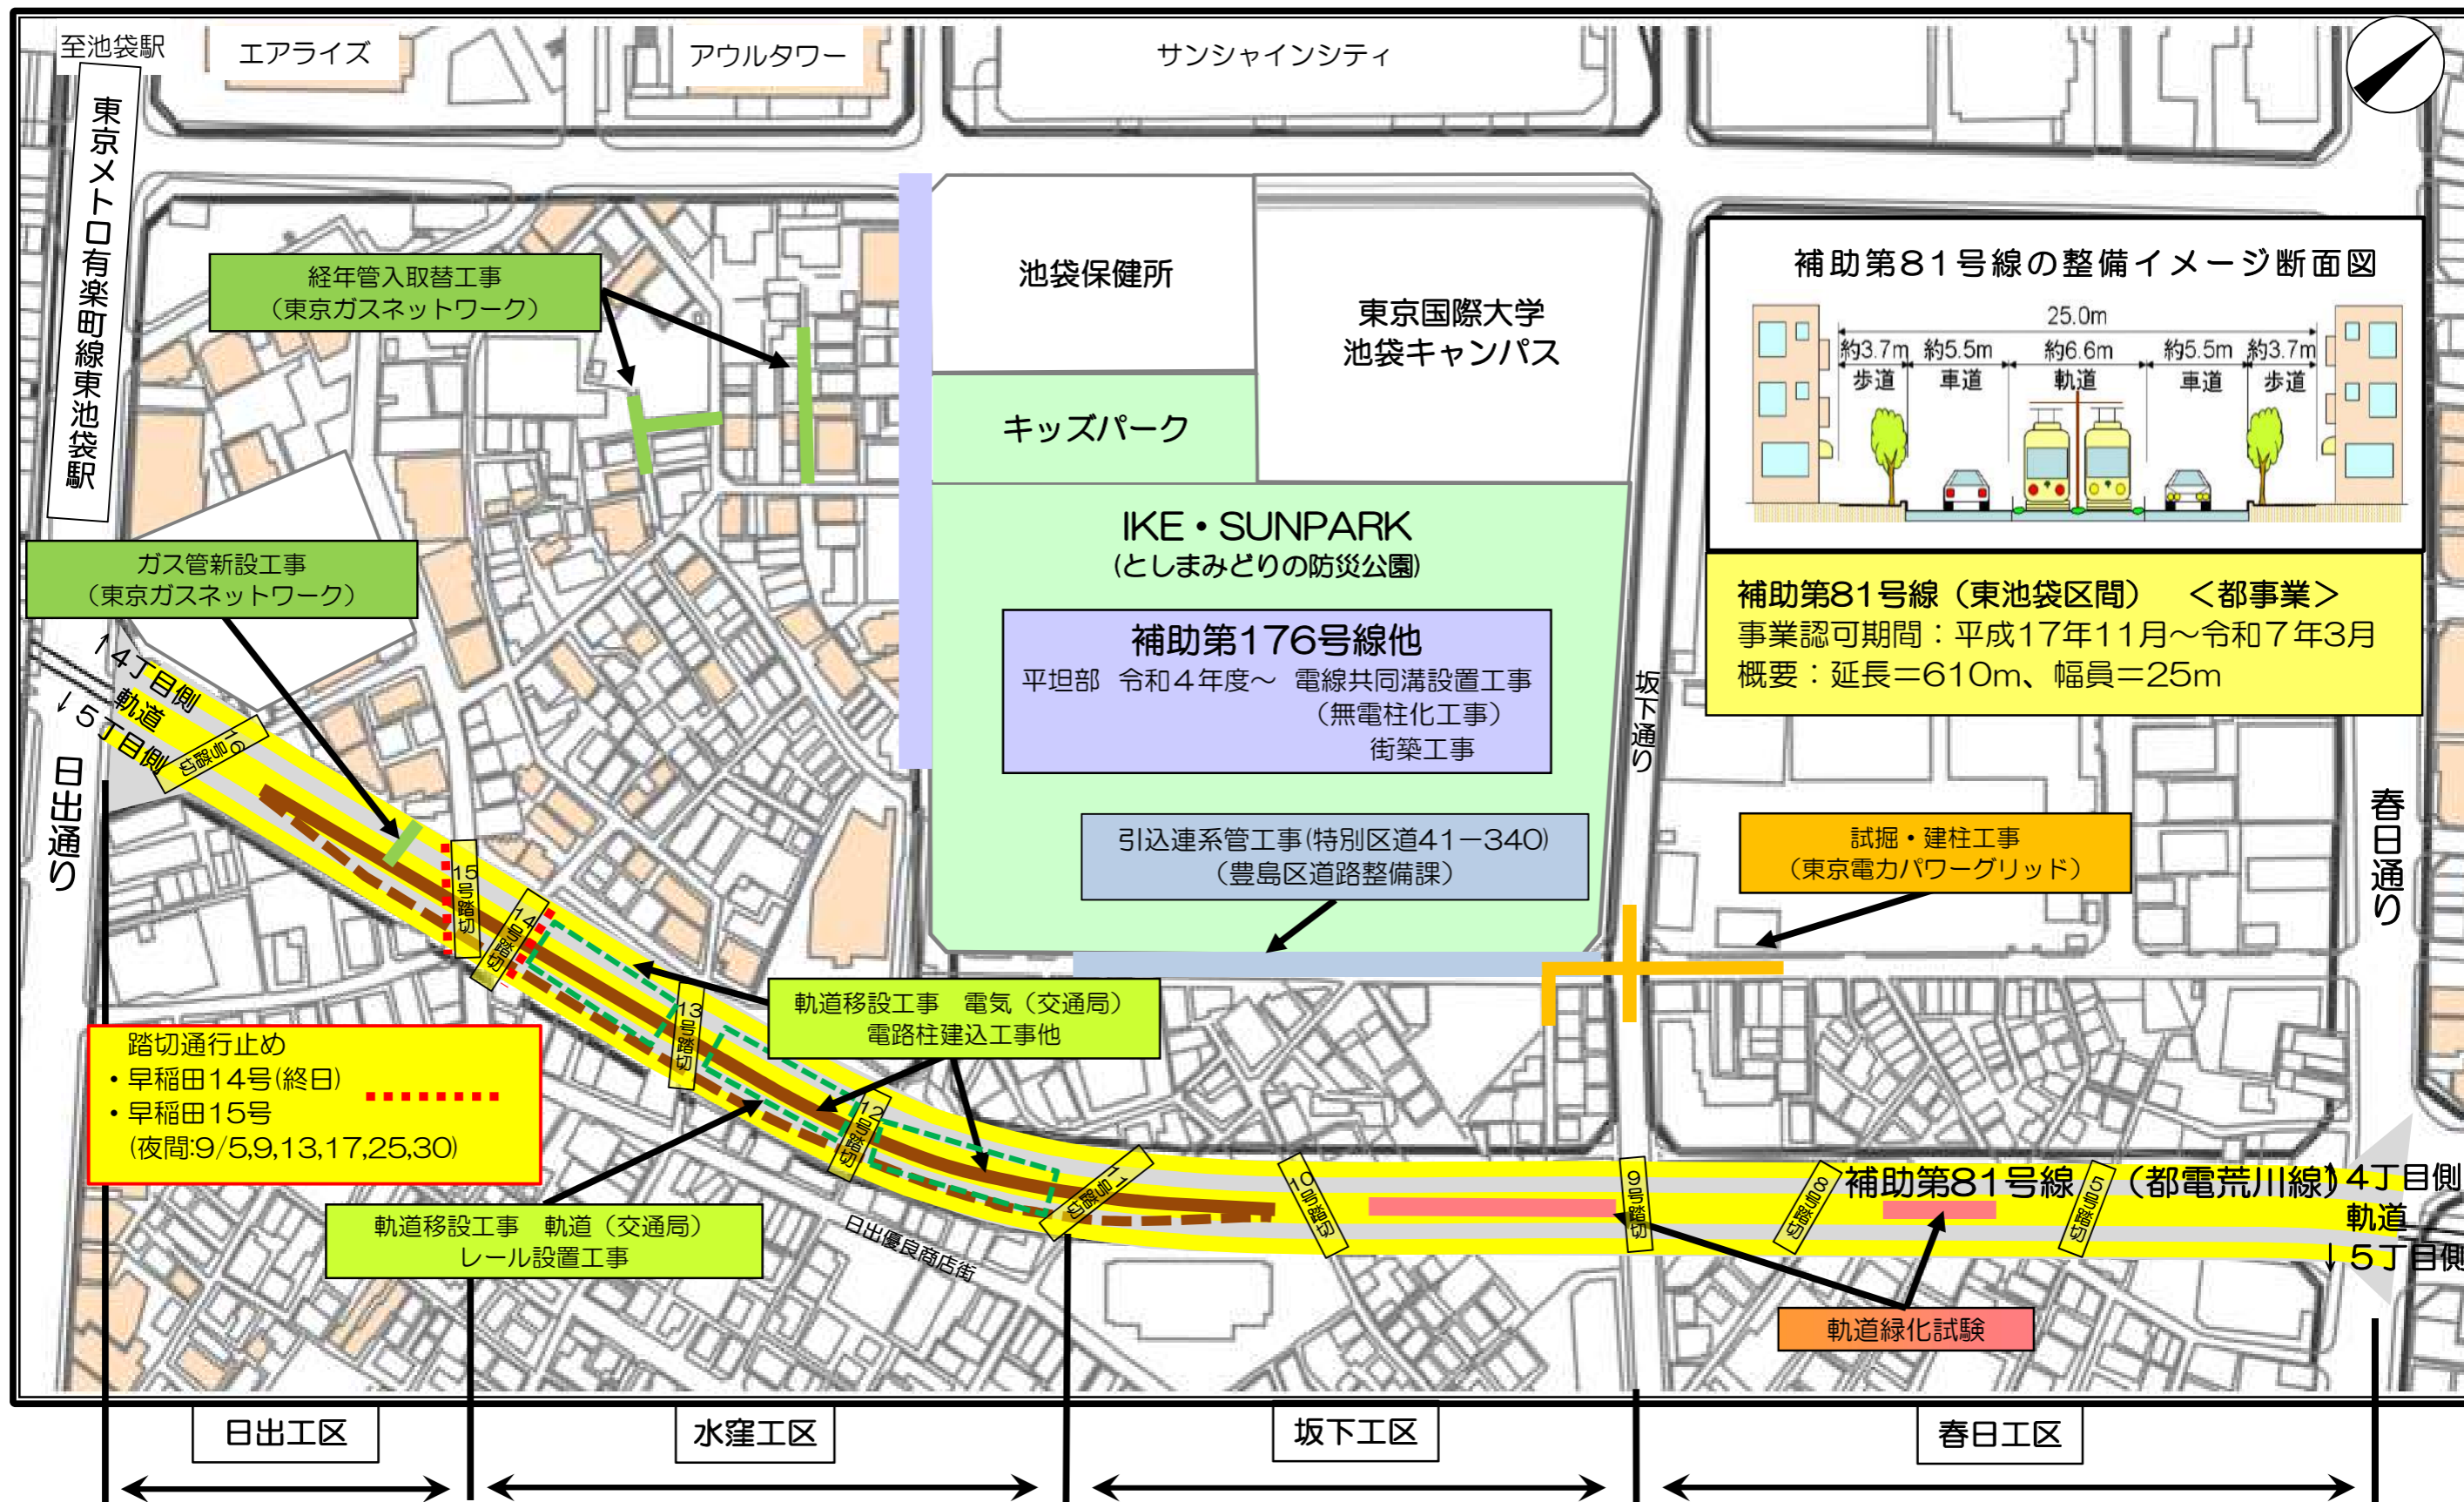 至池袋駅
エアライズ
アウルタワー
サンシャインシティ
東京メトロ有楽町線東池袋駅
経年管入取替工事
（東京ガスネットワーク）
池袋保健所
東京国際大学
池袋キャンパス
キッズパーク
補助第81号線の整備イメージ断面図
25.0m
約3.7m 約5.5m 約6.6m 約5.5m 約3.7m
歩道 車道 軌道 車道 歩道
IKE・SUNPARK
(としまみどりの防災公園)
ガス管新設工事
（東京ガスネットワーク）
補助第81号線（東池袋区間） ＜都事業＞
事業認可期間：平成17年11月～令和7年3月
概要：延長＝610m、幅員＝25m
補助第176号線他
平坦部 令和4年度～ 電線共同溝設置工事
（無電柱化工事）
街築工事
坂下通り
↑4丁目側
軌道
↓5丁目側
16号踏切
日出通り
春日通り
引込連系管工事(特別区道41－340)
（豊島区道路整備課）
試掘・建柱工事
（東京電力パワーグリッド）
15号踏切
14号踏切
13号踏切
軌道移設工事 電気（交通局）
電路柱建込工事他
踏切通行止め
・早稲田14号(終日)
・早稲田15号
(夜間:9/5,9,13,17,25,30)
12号踏切
11号踏切
10号踏切
9号踏切
8号踏切
5号踏切
補助第81号線 （都電荒川線）
4丁目側
軌道
↓5丁目側
軌道移設工事 軌道（交通局）
レール設置工事
日出優良商店街
軌道緑化試験
日出工区
水窪工区
坂下工区
春日工区